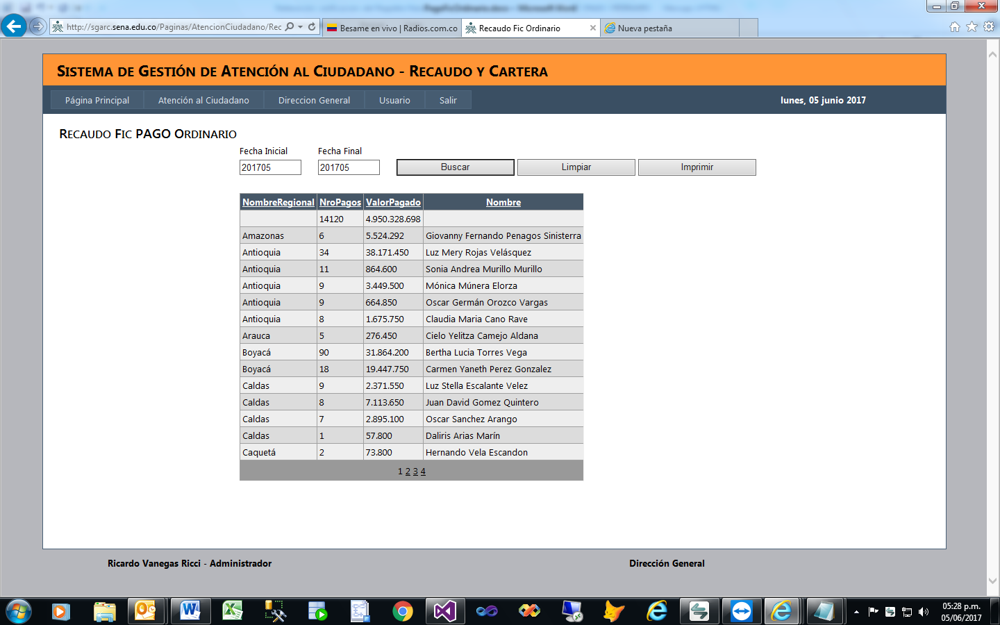 http://sgarc.sena.edu.co/Paginas/AtencionCiudadano/Rec
Besame en vivo | Radios.com.co
Recaudo Fic Ordinario
Nueva pestaña
SISTEMA DE GESTIÓN DE ATENCIÓN AL CIUDADANO - RECAUDO Y CARTERA
Página Principal Atención al Ciudadano Direccion General Usuario Salir lunes, 05 junio 2017
RECAUDO FIC PAGO ORDINARIO
Fecha Inicial Fecha Final
201705 201705 Buscar Limpiar Imprimir
NombreRegional NroPagos ValorPagado Nombre
14120 4.950.328.698
Amazonas 6 5.524.292 Giovanny Fernando Penagos Sinisterra
Antioquia 34 38.171.450 Luz Mery Rojas Velásquez
Antioquia 11 864.600 Sonia Andrea Murillo Murillo
Antioquia 9 3.449.500 Mónica Múnera Elorza
Antioquia 9 664.850 Oscar Germán Orozco Vargas
Antioquia 8 1.675.750 Claudia Maria Cano Rave
Arauca 5 276.450 Cielo Yelitza Camejo Aldana
Boyacá 90 31.864.200 Bertha Lucia Torres Vega
Boyacá 18 19.447.750 Carmen Yaneth Perez Gonzalez
Caldas 9 2.371.550 Luz Stella Escalante Velez
Caldas 8 7.113.650 Juan David Gomez Quintero
Caldas 7 2.895.100 Oscar Sanchez Arango
Caldas 1 57.800 Daliris Arias Marín
Caquetá 2 73.800 Hernando Vela Escandon
1 2 3 4
Ricardo Vanegas Ricci - Administrador Dirección General
05:28 p.m.
05/06/2017